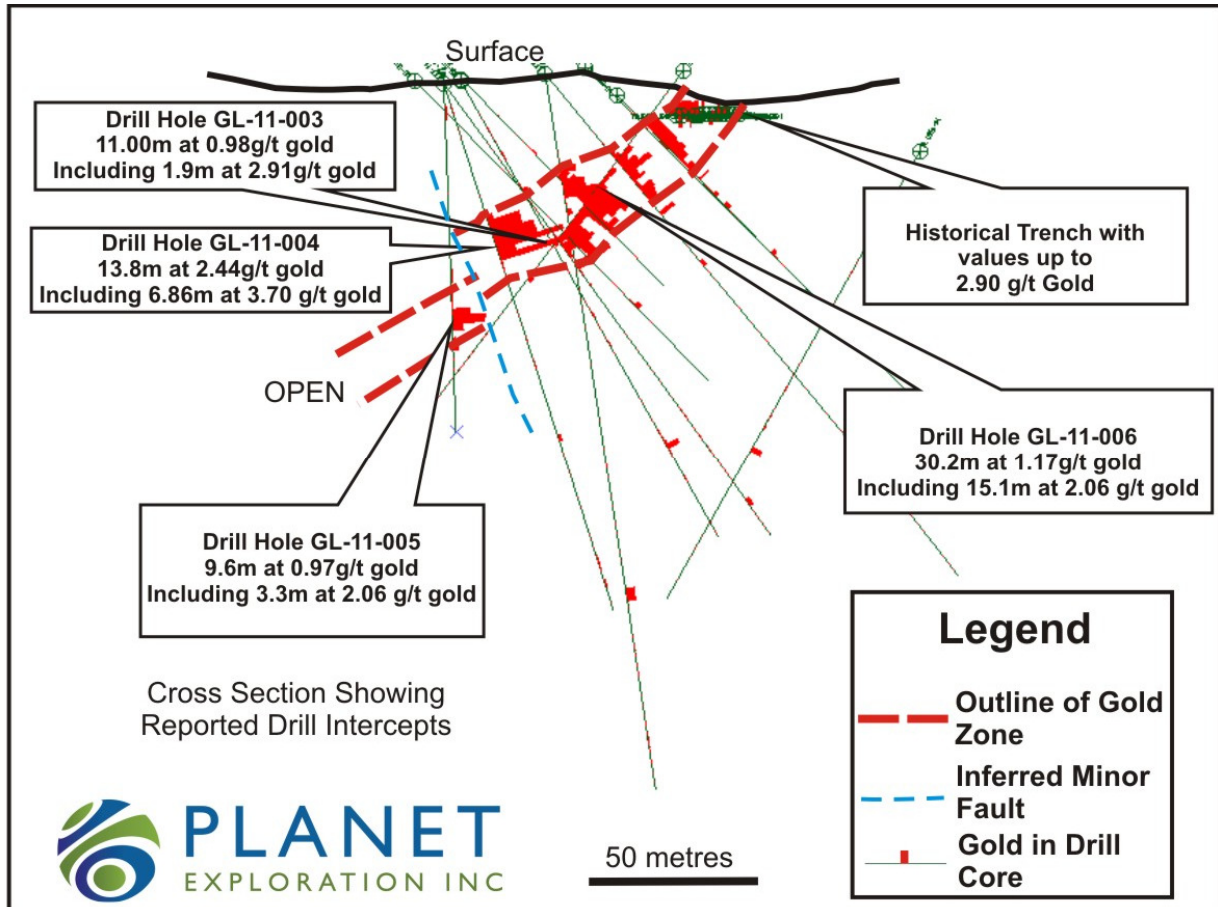 Surface
Drill Hole GL-11-003
11.00m at 0.98g/t gold
Including 1.9m at 2.91g/t gold
Drill Hole GL-11-004
13.8m at 2.44g/t gold
Including 6.86m at 3.70 g/t gold
Historical Trench with
values up to
2.90 g/t Gold
OPEN
Drill Hole GL-11-006
30.2m at 1.17g/t gold
Including 15.1m at 2.06 g/t gold
Drill Hole GL-11-005
9.6m at 0.97g/t gold
Including 3.3m at 2.06 g/t gold
Cross Section Showing
Reported Drill Intercepts
Legend
Outline of Gold
Zone
Inferred Minor
Fault
Gold in Drill
Core
PLANET
EXPLORATION INC
50 metres